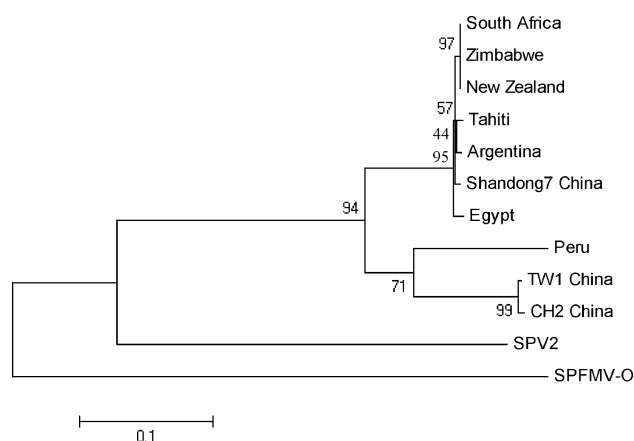 South Africa
97
Zimbabwe
New Zealand
57
Tahiti
44
Argentina
95
Shandong7 China
94
Egypt
Peru
71
TW1 China
99
CH2 China
SPV2
SPFMV-O
0.1